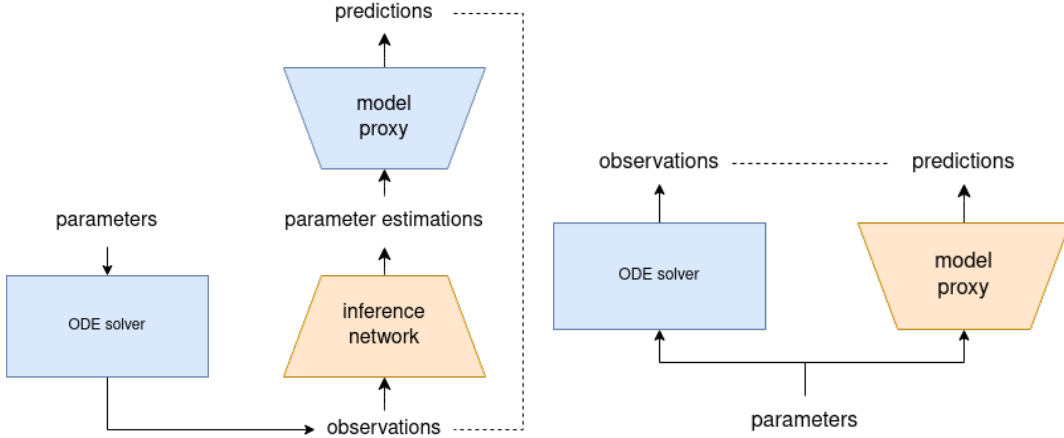 predictions
model
proxy
parameters
parameter estimations
ODE solver
inference
network
observations
observations
predictions
ODE solver
model
proxy
parameters